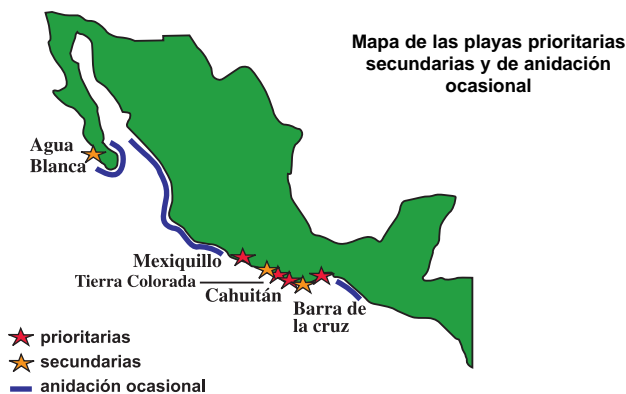 Mapa de las playas prioritarias
secundarias y de anidación
ocasional
Agua
Blanca
Mexiquillo
Tierra Colorada
Cahuitán
Barra de
la cruz
prioritarias
secundarias
anidación ocasional